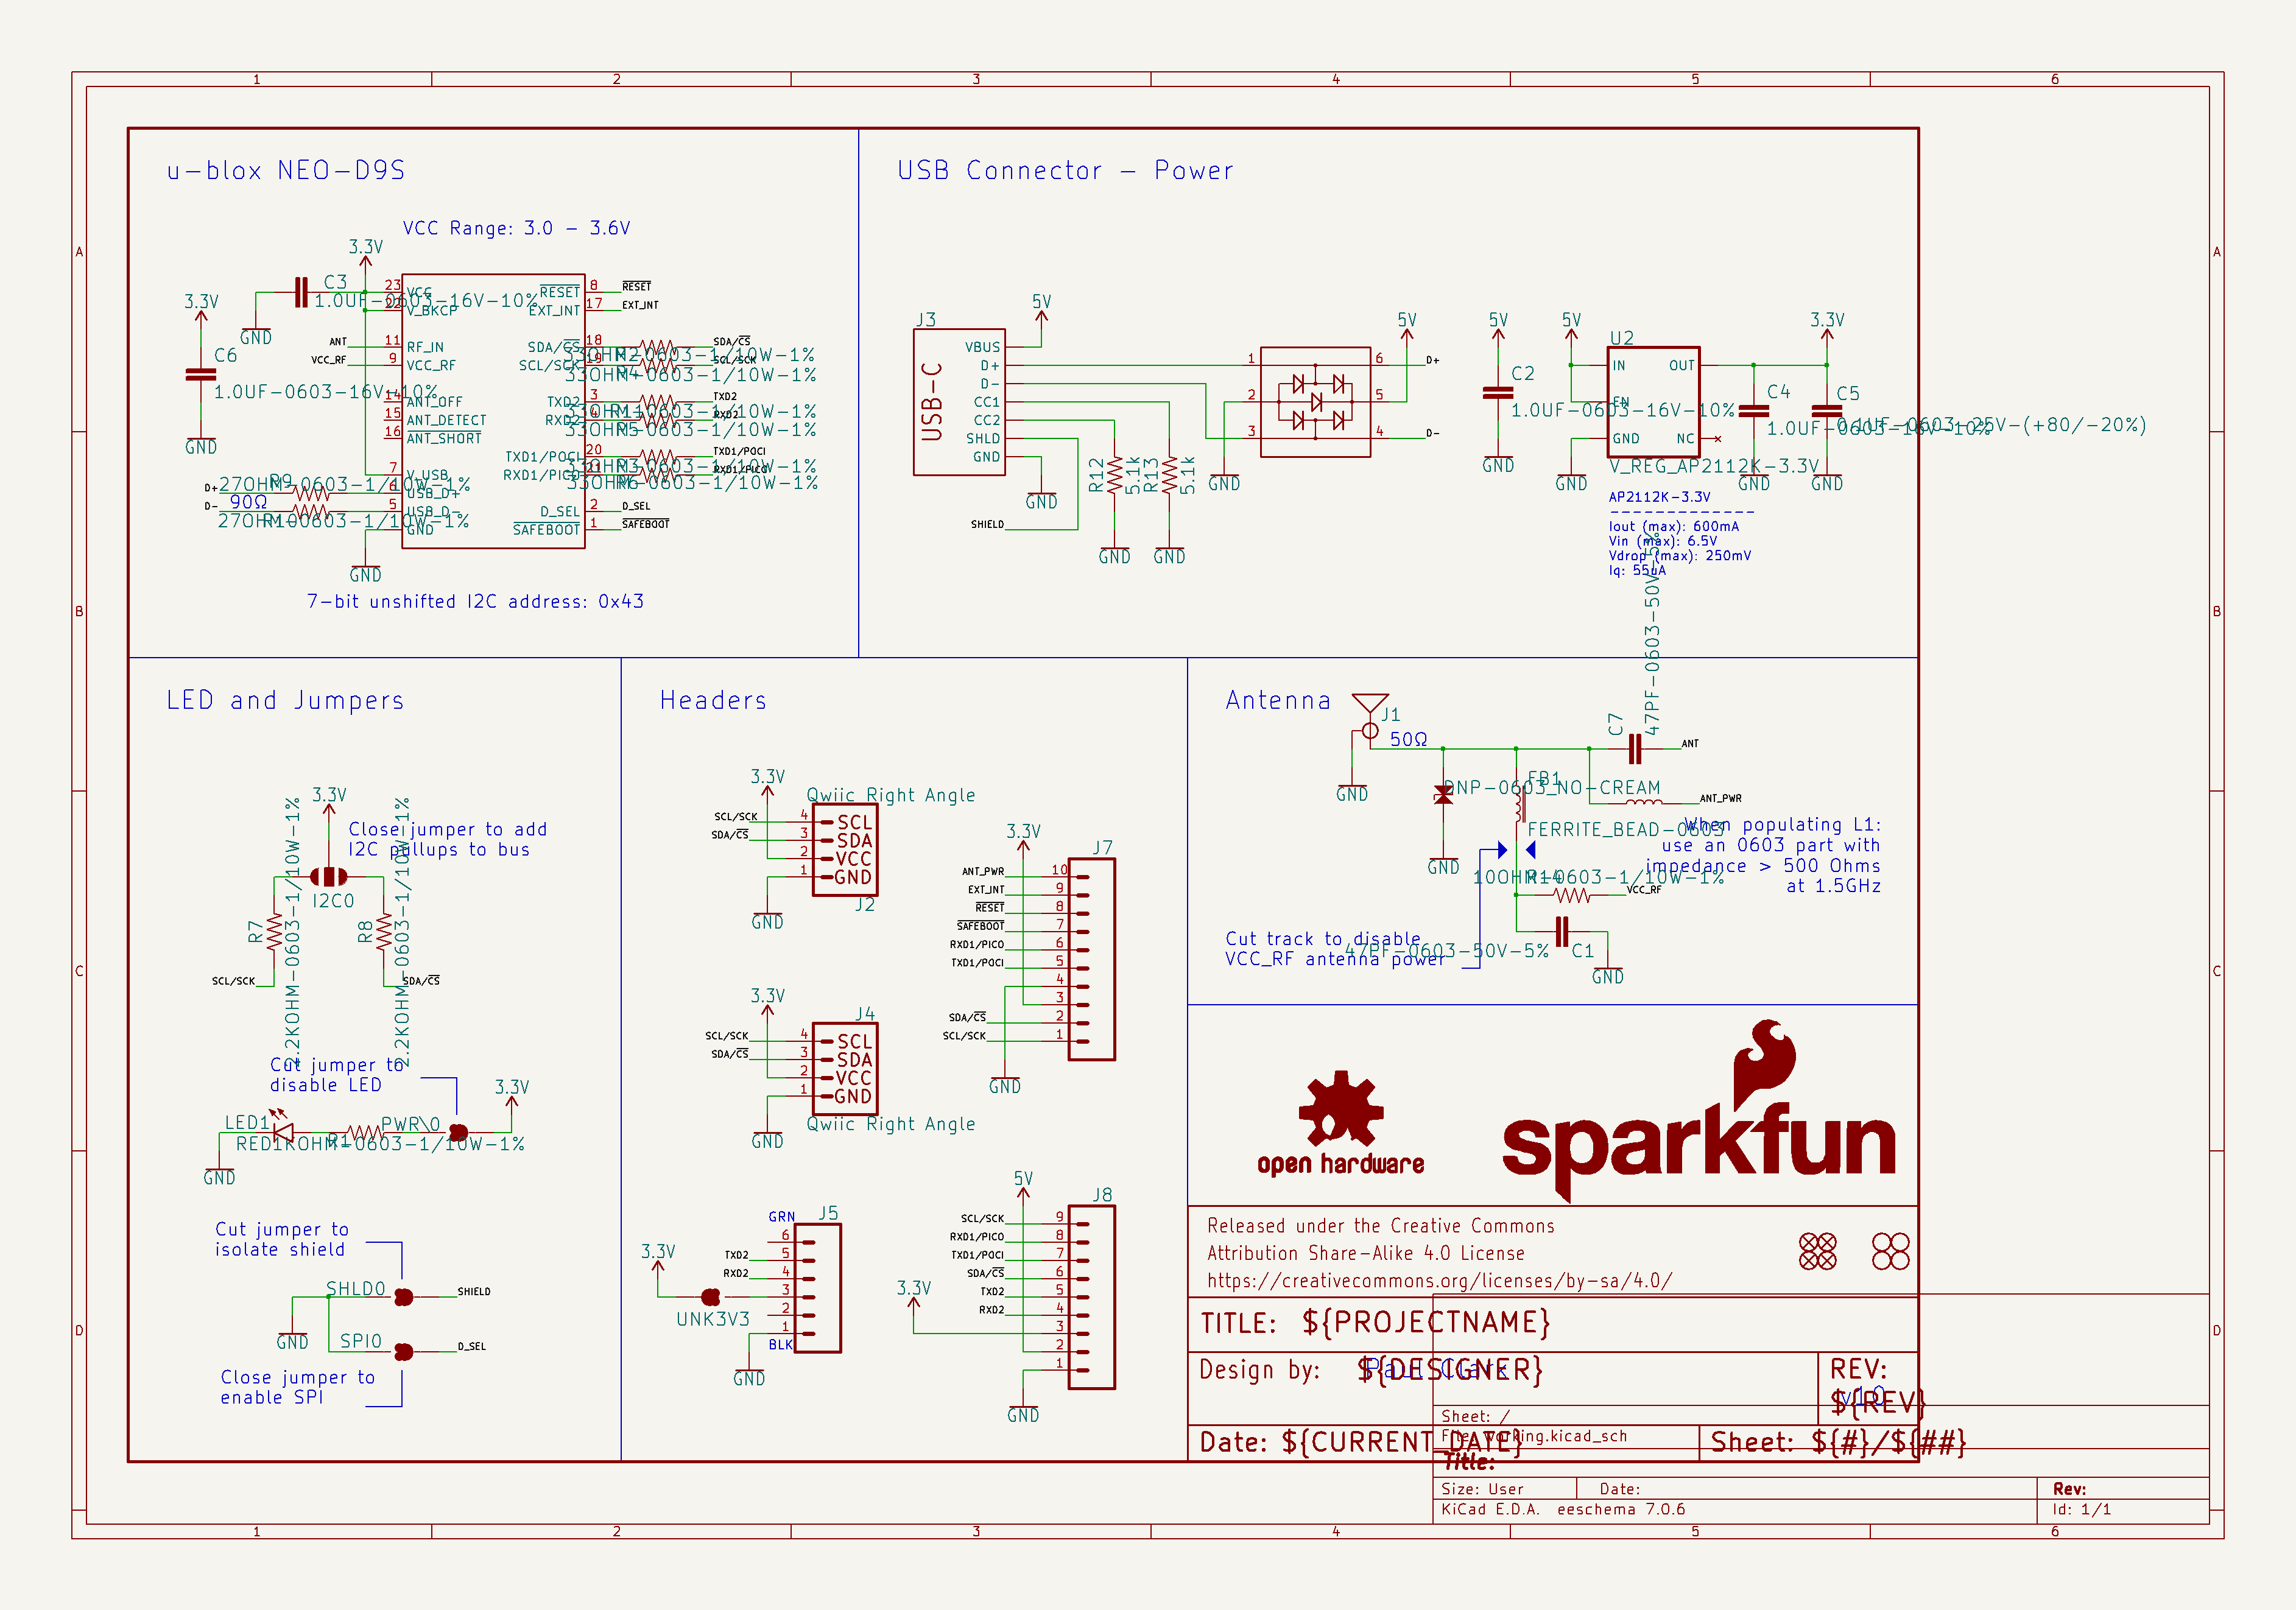 1 2 3 4 5 6
A A
B B
C C
D D
u-blox NEO-D9S
VCC Range: 3.0 - 3.6V
3.3V
C3
1.0UF-0603-16V-10%
GND
3.3V
C6
1.0UF-0603-16V-10%
GND
ANT
VCC_RF
23 VCC
22 V_BKCP
11 RF_IN
9 VCC_RF
14 ANT_OFF
15 ANT_DETECT
16 ANT_SHORT
7 V_USB
6 USB_D+
5 USB_D-
GND
RESET 8 RESET
EXT_INT 17 EXT_INT
SDA/CS 18 SDA/CS
SCL/SCK 19 SCL/SCK
TXD2 3 TXD2
RXD2 4 RXD2
TXD1/POCI 20 TXD1/POCI
RXD1/PICO 21 RXD1/PICO
D_SEL 2 D_SEL
SAFEBOOT 1 SAFEBOOT
R2
33OHM-0603-1/10W-1%
R4
33OHM-0603-1/10W-1%
R11
33OHM-0603-1/10W-1%
R5
33OHM-0603-1/10W-1%
R3
33OHM-0603-1/10W-1%
R6
33OHM-0603-1/10W-1%
D+
R9
27OHM-0603-1/10W-1%
90Ω
D-
R10
27OHM-0603-1/10W-1%
GND
7-bit unshifted I2C address: 0x43
USB Connector - Power
J3
USB-C
VBUS
D+
D-
CC1
CC2
SHLD
GND
5V
GND
SHIELD
R12
5.1k
R13
5.1k
GND
GND
GND
1
2
3
6
5
4
5V
D+
D-
5V
C2
1.0UF-0603-16V-10%
GND
5V
U2
IN OUT
EN
GND NC
V_REG_AP2112K-3.3V
GND
3.3V
C4
1.0UF-0603-16V-10%
C5
0.1UF-0603-25V-(+80/-20%)
GND
GND
AP2112K-3.3V
-------------
Iout (max): 600mA
Vin (max): 6.5V
Vdrop (max): 250mV
Iq: 55uA
LED and Jumpers
3.3V
Close jumper to add
I2C pullups to bus
I2C0
R7
2.2KOHM-0603-1/10W-1%
R8
2.2KOHM-0603-1/10W-1%
SCL/SCK
SDA/CS
Cut jumper to
disable LED
3.3V
LED1
RED
R1
1KOHM-0603-1/10W-1%
PWR\0
GND
Cut jumper to
isolate shield
SHLD0
SHIELD
GND
SPI0
D_SEL
Close jumper to
enable SPI
Headers
3.3V
Qwiic Right Angle
SCL/SCK 4 SCL
SDA/CS 3 SDA
2 VCC
1 GND
J2
GND
3.3V
J4
SCL/SCK 4 SCL
SDA/CS 3 SDA
2 VCC
1 GND
Qwiic Right Angle
GND
3.3V
J7
ANT_PWR 10
EXT_INT 9
RESET 8
SAFEBOOT 7
RXD1/PICO 6
TXD1/POCI 5
4
3
SDA/CS 2
SCL/SCK 1
GND
GRN
J5
3.3V
6
TXD2 5
RXD2 4
3
2
1
UNK3V3
BLK
GND
5V
J8
SCL/SCK 9
RXD1/PICO 8
TXD1/POCI 7
SDA/CS 6
TXD2 5
RXD2 4
3
2
1
3.3V
GND
Antenna
J1
50Ω
GND
DNP-0603_NO-CREAM
GND
FB1
FERRITE_BEAD-0603
C7
47PF-0603-50V-5%
ANT
ANT_PWR
When populating L1:
use an 0603 part with
impedance > 500 Ohms
at 1.5GHz
R14
10OHM-0603-1/10W-1%
VCC_RF
Cut track to disable
VCC_RF antenna power
47PF-0603-50V-5%
C1
GND
open hardware
sparkfun
Released under the Creative Commons
Attribution Share-Alike 4.0 License
https://creativecommons.org/licenses/by-sa/4.0/
TITLE: ${PROJECTNAME}
Design by: ${DESIGNER}
Paul Clark
REV:
${REV}
v1.0
Date: ${CURRENT_DATE}
Sheet: ${#}/${##}
Sheet: /
File: working.kicad_sch
Title:
Size: User
Date:
Rev:
KiCad E.D.A. eeschema 7.0.6
Id: 1/1
1 2 3 4 5 6